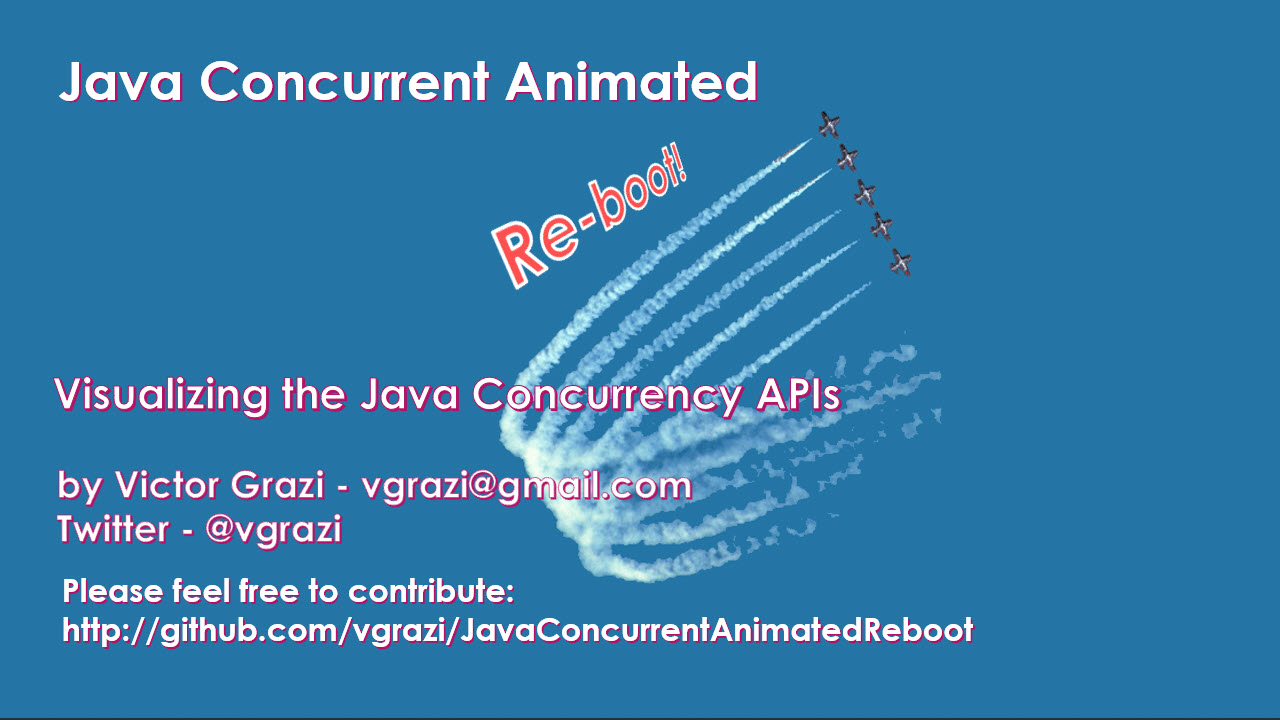 Java Concurrent Animated
Re-boot!
Visualizing the Java Concurrency APIs
by Victor Grazi - vgrazi@gmail.com
Twitter - @vgrazi
Please feel free to contribute:
http://github.com/vgrazi/JavaConcurrentAnimatedReboot